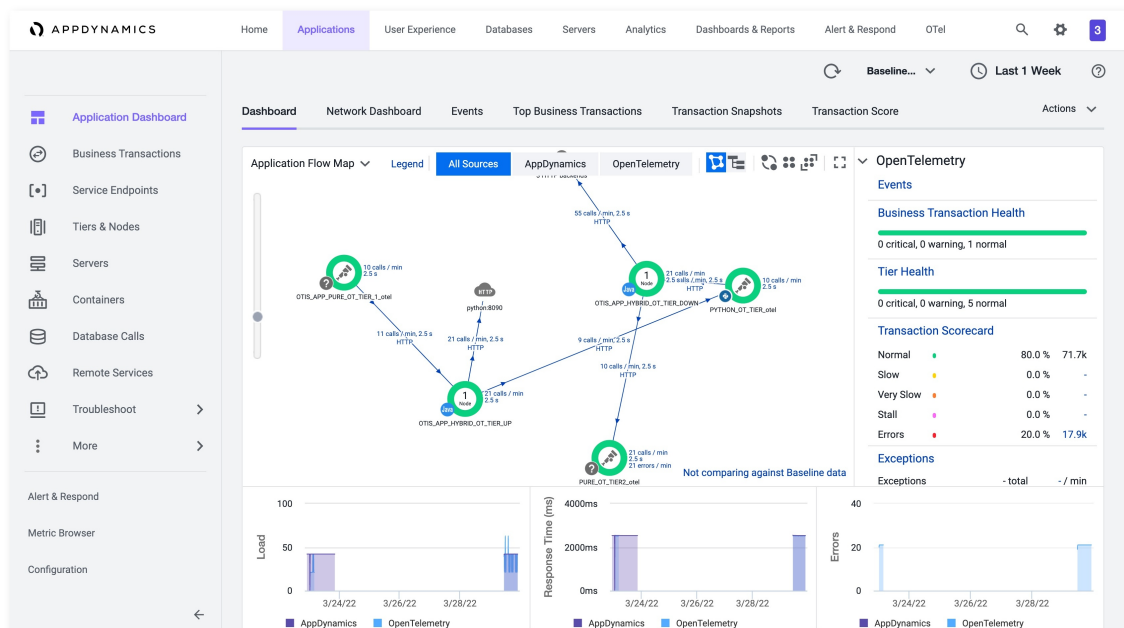 APPDYNAMICS
Home
Applications
User Experience
Databases
Servers
Analytics
Dashboards & Reports
Alert & Respond
OTel
3
Baseline...
Last 1 Week
Application Dashboard
Business Transactions
Service Endpoints
Tiers & Nodes
Servers
Containers
Database Calls
Remote Services
Troubleshoot
More
Alert & Respond
Metric Browser
Configuration
Dashboard
Network Dashboard
Events
Top Business Transactions
Transaction Snapshots
Transaction Score
Actions
Application Flow Map
Legend
All Sources
AppDynamics
OpenTelemetry
55 calls / min, 2.5 s
HTTP
10 calls / min
2.5 s
OTIS_APP_PURE_OT_TIER_1_otel
HTTP
python:8090
1
Node
Java
21 calls / min
HTTP
OTIS_APP_HYBRID_OT_TIER_DOWN
10 calls / min
2.5 s
PYTHON_OT_TIER_otel
11 calls / min, 2.5 s
HTTP
21 calls / min, 2.5 s
HTTP
9 calls / min, 2.5 s
HTTP
10 calls / min, 2.5 s
HTTP
1
Node
Java
21 calls / min
2.5 s
OTIS_APP_HYBRID_OT_TIER_UP
21 calls / min
2.5 s
21 errors / min
PURE_OT_TIER2_otel
Not comparing against Baseline data
OpenTelemetry
Events
Business Transaction Health
0 critical, 0 warning, 1 normal
Tier Health
0 critical, 0 warning, 5 normal
Transaction Scorecard
Normal 80.0 % 71.7k
Slow 0.0 % -
Very Slow 0.0 % -
Stall 0.0 % -
Errors 20.0 % 17.9k
Exceptions
Exceptions - total - / min
Load
100
50
0
3/24/22 3/26/22 3/28/22
AppDynamics OpenTelemetry
Response Time (ms)
4000ms
2000ms
0ms
3/24/22 3/26/22 3/28/22
AppDynamics OpenTelemetry
Errors
40
20
0
3/24/22 3/26/22 3/28/22
AppDynamics OpenTelemetry